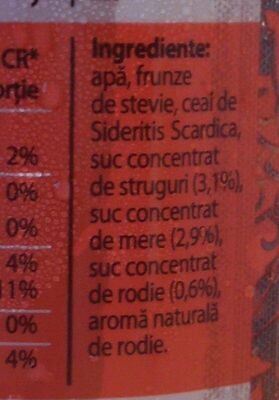 CR*
orție
2%
0%
0%
4%
11%
0%
4%
Ingrediente:
apă, frunze
de stevie, ceai de
Sideritis Scardica,
suc concentrat
de struguri (3,1%),
suc concentrat
de mere (2,9%),
suc concentrat
de rodie (0,6%),
aromă naturală
de rodie.